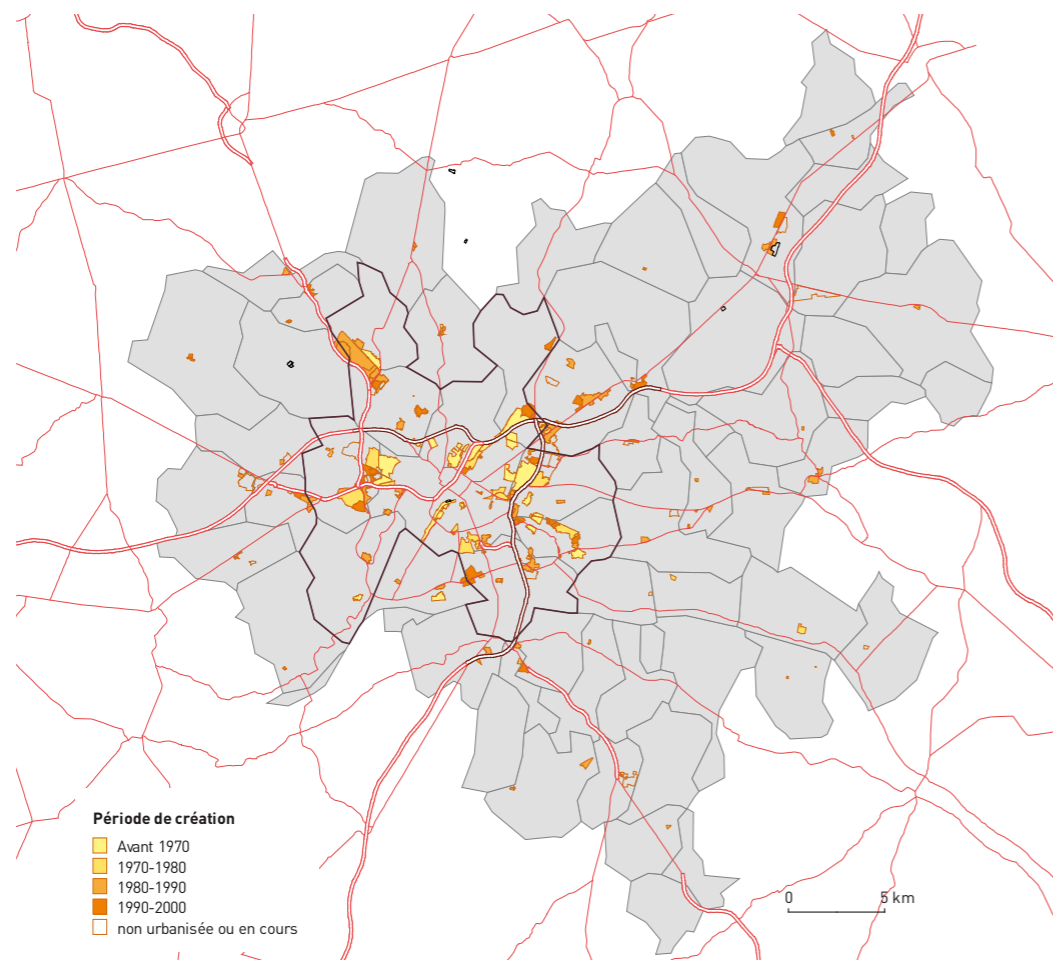 Période de création
Avant 1970
1970-1980
1980-1990
1990-2000
non urbanisée ou en cours
0 5 km